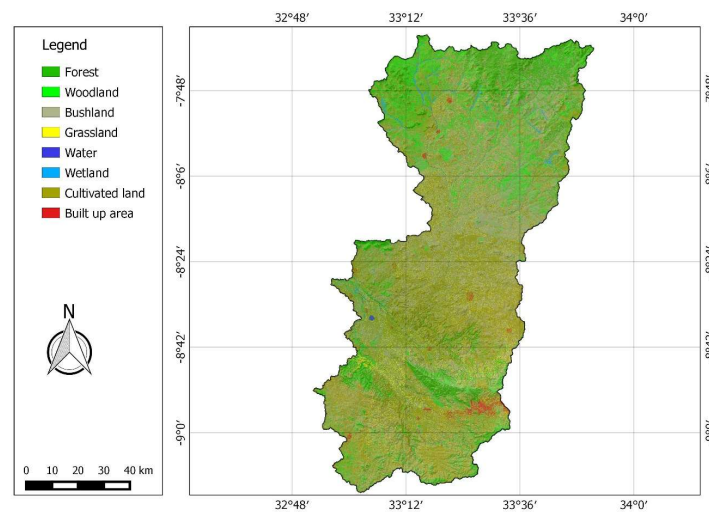 32°48′ 33°12′ 33°36′ 34°0′
Legend
Forest
Woodland
Bushland
Grassland
Water
Wetland
Cultivated land
Built up area
N
0 10 20 30 40 km
-7°48′
-8°6′
-8°24′
-8°42′
-9°0′
32°48′ 33°12′ 33°36′ 34°0′